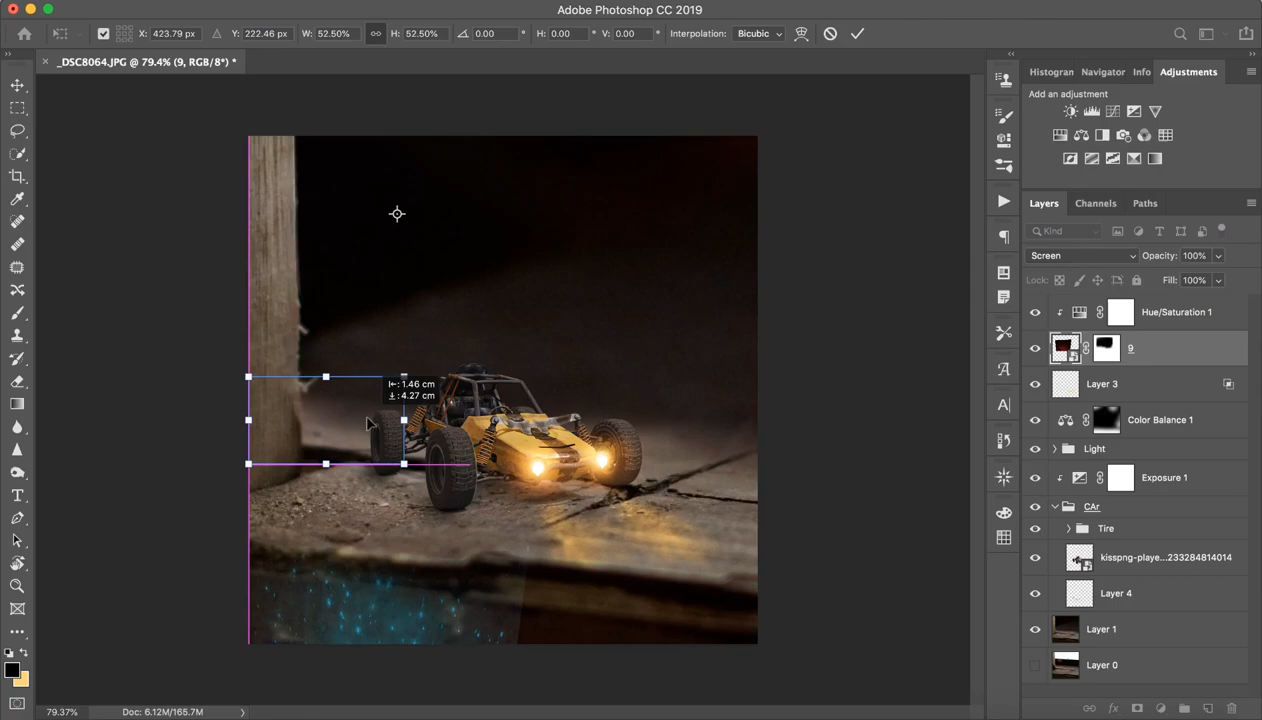 Adobe Photoshop CC 2019
X: 423.79 px Y: 222.46 px W: 52.50% H: 52.50% 0.00 ° H: 0.00 ° V: 0.00 ° Interpolation: Bicubic
_DSC8064.JPG @ 79.4% (9, RGB/8*) *
Histogran Navigator Info Adjustments
Add an adjustment
Layers Channels Paths
Kind
Screen Opacity: 100%
Lock: Fill: 100%
Hue/Saturation 1
9
Layer 3
: 1.46 cm
: 4.27 cm
Color Balance 1
Light
Exposure 1
CAr
Tire
kisspng-playe...233284814014
Layer 4
Layer 1
Layer 0
79.37% Doc: 6.12M/165.7M